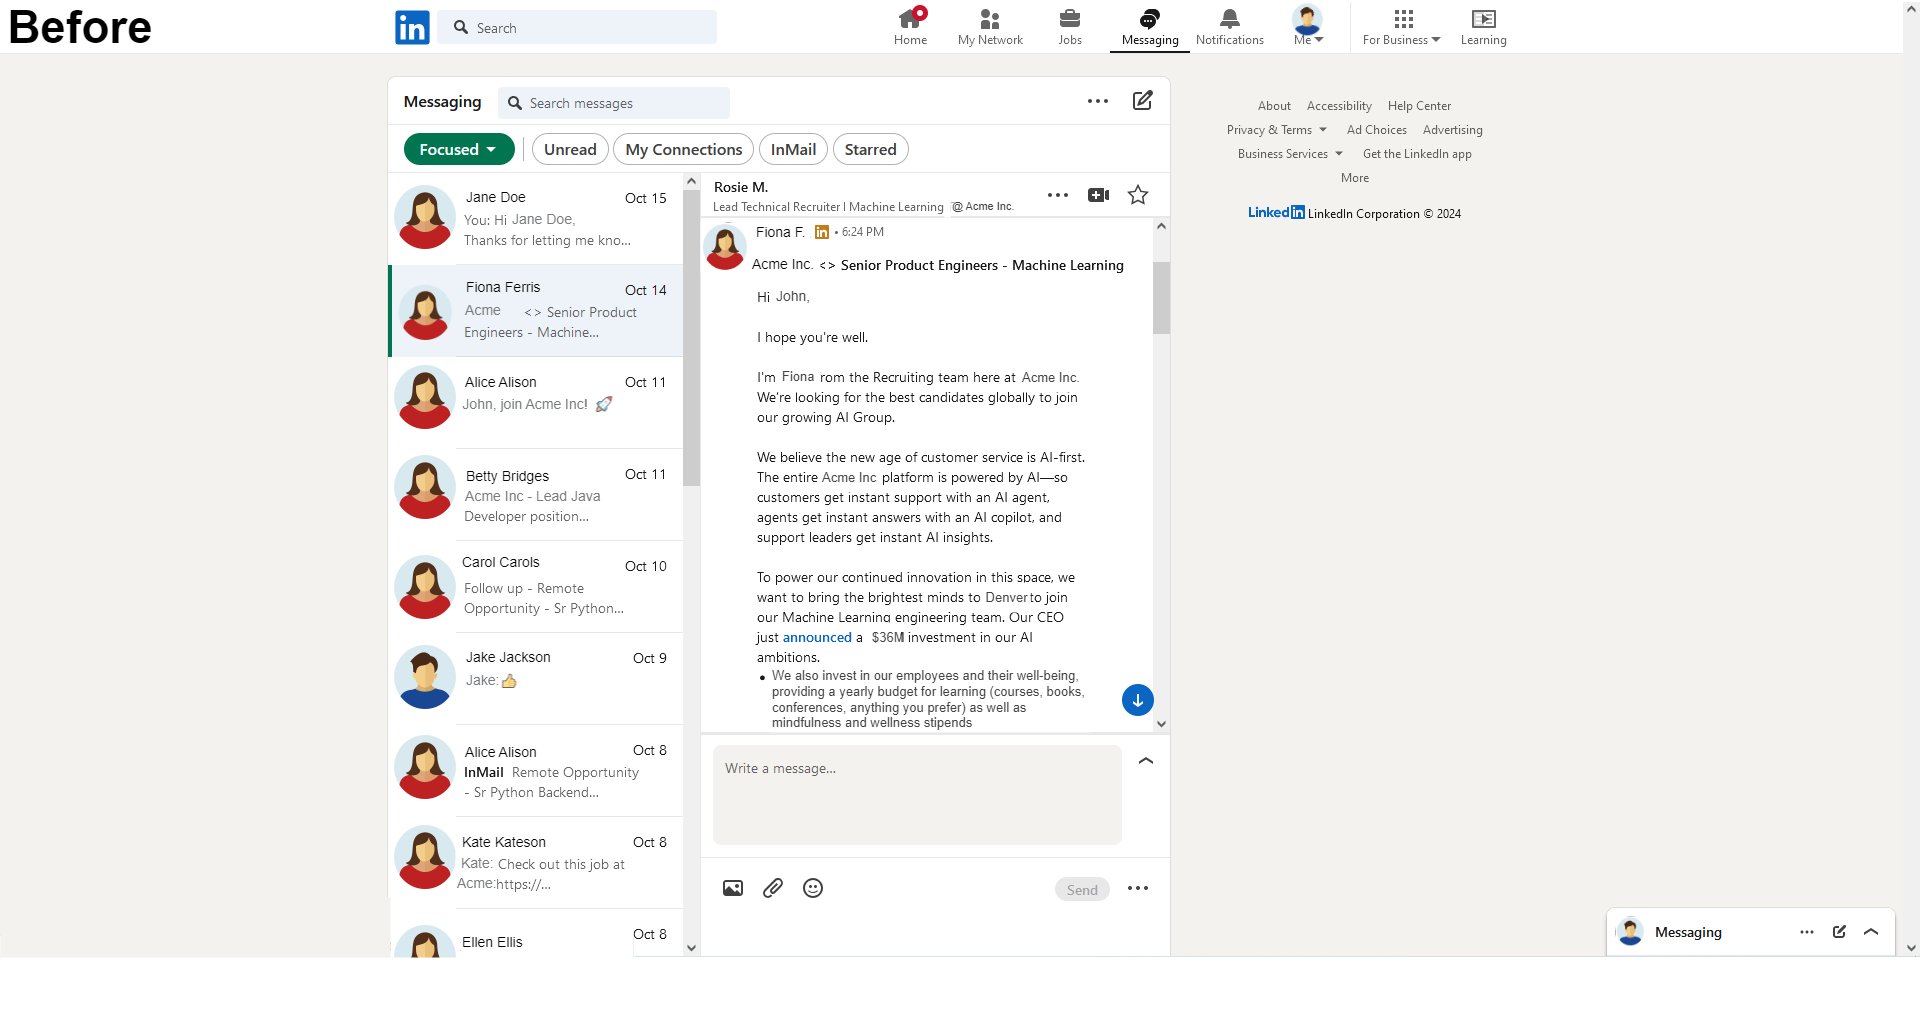 Before
in
Search
Home
My Network
Jobs
Messaging
Notifications
Me
For Business
Learning
Messaging
Search messages
Focused
Unread
My Connections
InMail
Starred
Jane Doe
Oct 15
You: Hi Jane Doe,
Thanks for letting me kno...
Fiona Ferris
Oct 14
Acme <> Senior Product
Engineers - Machine...
Alice Alison
Oct 11
John, join Acme Inc! 🚀
Betty Bridges
Oct 11
Acme Inc - Lead Java
Developer position...
Carol Carols
Oct 10
Follow up - Remote
Opportunity - Sr Python...
Jake Jackson
Oct 9
Jake: 👍
Alice Alison
Oct 8
InMail Remote Opportunity
- Sr Python Backend...
Kate Kateson
Oct 8
Kate: Check out this job at
Acme:https://...
Ellen Ellis
Oct 8
Rosie M.
Lead Technical Recruiter l Machine Learning @ Acme Inc.
Fiona F. in • 6:24 PM
Acme Inc. <> Senior Product Engineers - Machine Learning
Hi John,
I hope you're well.
I'm Fiona rom the Recruiting team here at Acme Inc.
We're looking for the best candidates globally to join
our growing AI Group.
We believe the new age of customer service is AI-first.
The entire Acme Inc platform is powered by AI—so
customers get instant support with an AI agent,
agents get instant answers with an AI copilot, and
support leaders get instant AI insights.
To power our continued innovation in this space, we
want to bring the brightest minds to Denver to join
our Machine Learning engineering team. Our CEO
just announced a $36M investment in our AI
ambitions.
• We also invest in our employees and their well-being,
providing a yearly budget for learning (courses, books,
conferences, anything you prefer) as well as
mindfulness and wellness stipends
Write a message...
Send
About
Accessibility
Help Center
Privacy & Terms
Ad Choices
Advertising
Business Services
Get the LinkedIn app
More
LinkedIn LinkedIn Corporation © 2024
Messaging